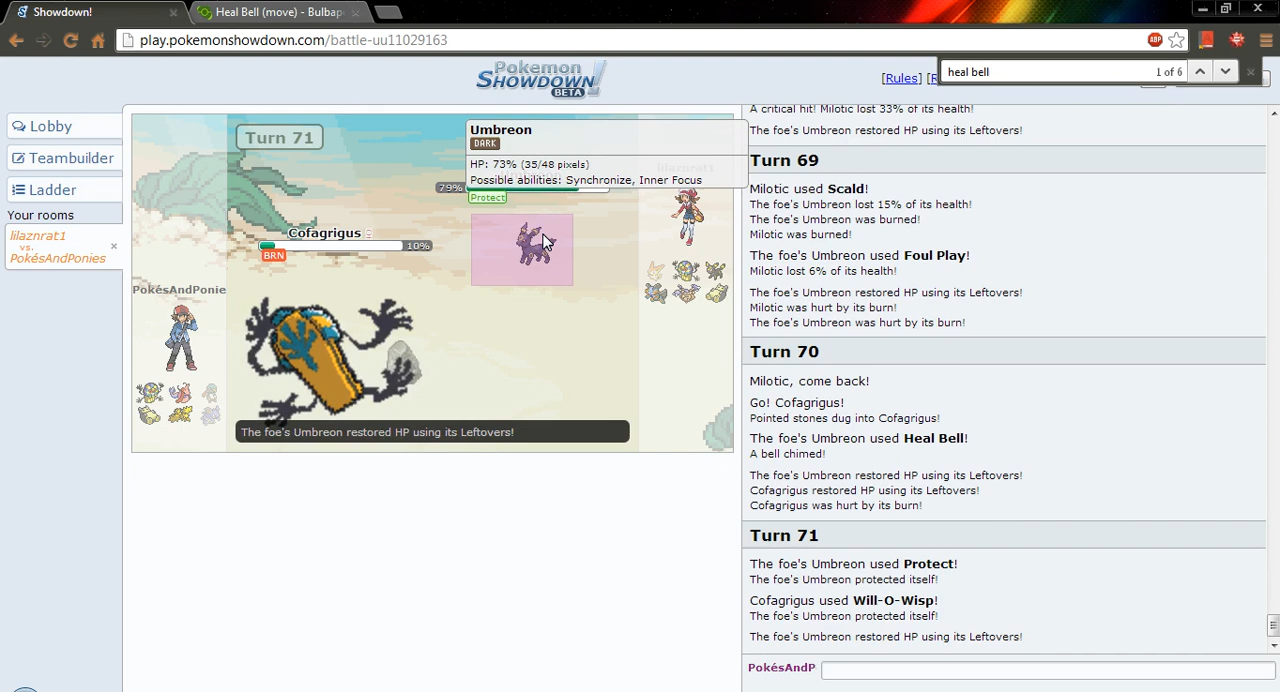 Showdown!
Heal Bell (move) - Bulbap
play.pokemonshowdown.com/battle-uu11029163
ABP
heal bell
1 of 6
Pokemon
SHOWDOWN!
BETA
[Rules] [R
Lobby
Teambuilder
Ladder
Your rooms
lilaznrat1
vs.
PokésAndPonies
Turn 71
Umbreon
DARK
HP: 73% (35/48 pixels)
Possible abilities: Synchronize, Inner Focus
79%
Protect
lilaznrat1
Cofagrigus
10%
BRN
PokésAndPonie
The foe's Umbreon restored HP using its Leftovers!
A critical hit! Milotic lost 33% of its health!
The foe's Umbreon restored HP using its Leftovers!
Turn 69
Milotic used Scald!
The foe's Umbreon lost 15% of its health!
The foe's Umbreon was burned!
Milotic was burned!
The foe's Umbreon used Foul Play!
Milotic lost 6% of its health!
The foe's Umbreon restored HP using its Leftovers!
Milotic was hurt by its burn!
The foe's Umbreon was hurt by its burn!
Turn 70
Milotic, come back!
Go! Cofagrigus!
Pointed stones dug into Cofagrigus!
The foe's Umbreon used Heal Bell!
A bell chimed!
The foe's Umbreon restored HP using its Leftovers!
Cofagrigus restored HP using its Leftovers!
Cofagrigus was hurt by its burn!
Turn 71
The foe's Umbreon used Protect!
The foe's Umbreon protected itself!
Cofagrigus used Will-O-Wisp!
The foe's Umbreon protected itself!
The foe's Umbreon restored HP using its Leftovers!
PokésAndP